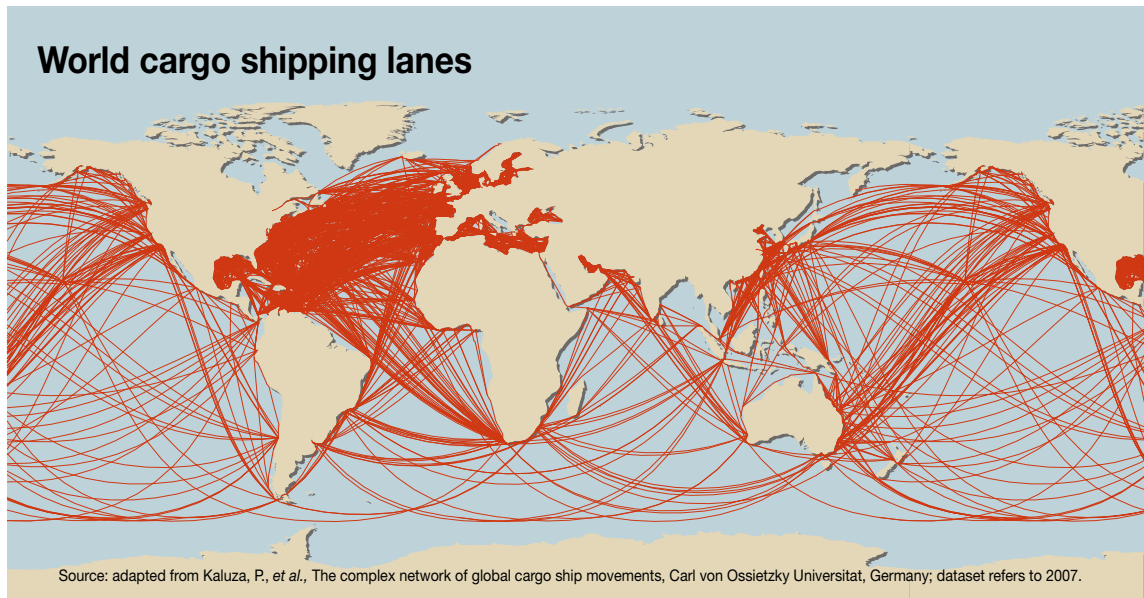 World cargo shipping lanes
Source: adapted from Kaluza, P., et al., The complex network of global cargo ship movements, Carl von Ossietzky Universitat, Germany; dataset refers to 2007.